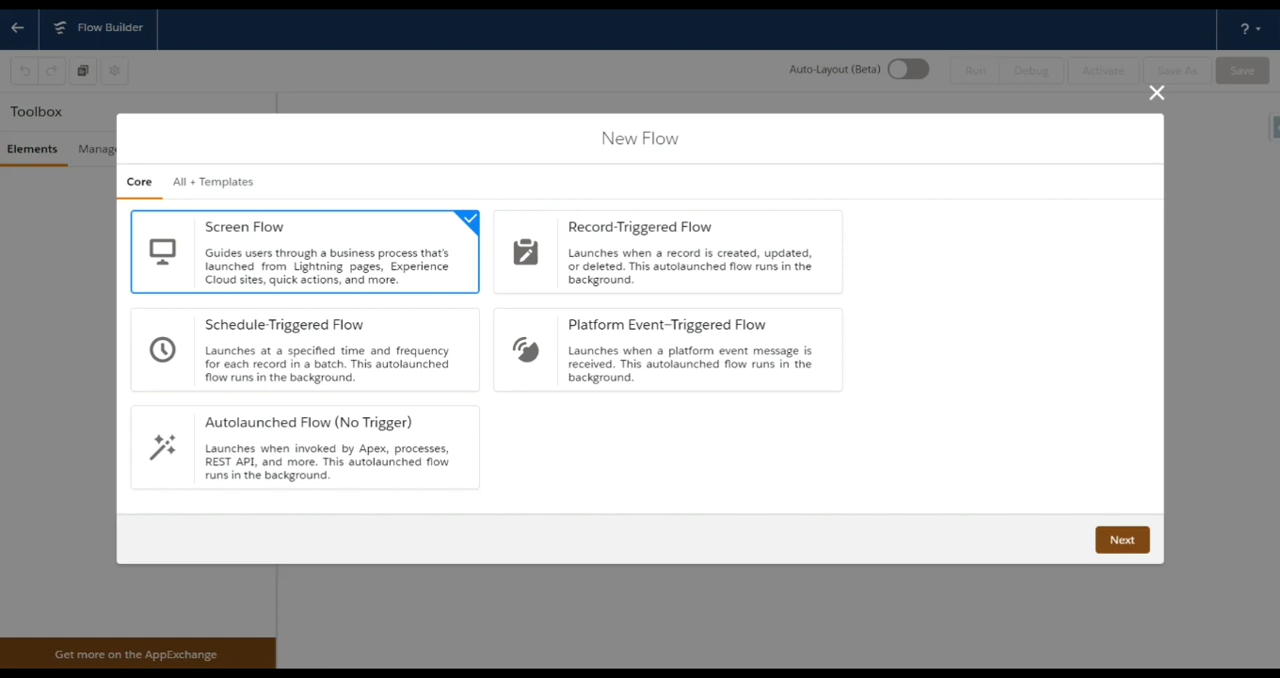 Flow Builder
?
Auto-Layout (Beta)
Run
Debug
Activate
Save As
Save
Toolbox
Elements
Manag
New Flow
Core
All + Templates
Screen Flow
Guides users through a business process that's
launched from Lightning pages, Experience
Cloud sites, quick actions, and more.
Record-Triggered Flow
Launches when a record is created, updated,
or deleted. This autolaunched flow runs in the
background.
Schedule-Triggered Flow
Launches at a specified time and frequency
for each record in a batch. This autolaunched
flow runs in the background.
Platform Event–Triggered Flow
Launches when a platform event message is
received. This autolaunched flow runs in the
background.
Autolaunched Flow (No Trigger)
Launches when invoked by Apex, processes,
REST API, and more. This autolaunched flow
runs in the background.
Next
Get more on the AppExchange